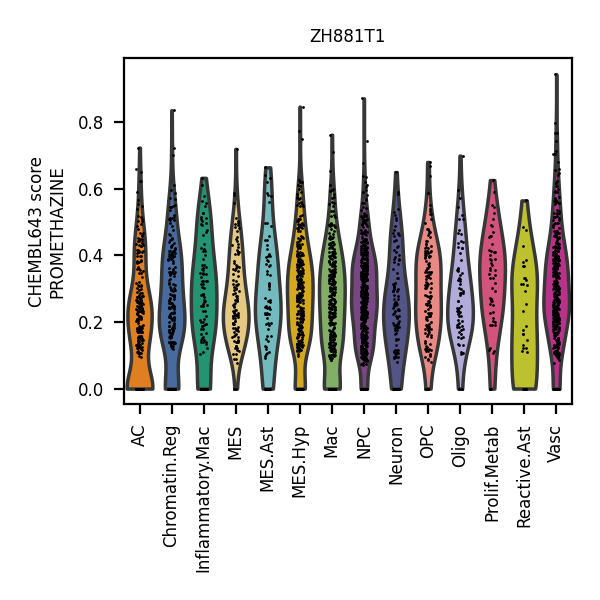 ZH881T1
CHEMBL643 score
PROMETHAZINE
0.8
0.6
0.4
0.2
0.0
AC
Chromatin.Reg
Inflammatory.Mac
MES
MES.Ast
MES.Hyp
Mac
NPC
Neuron
OPC
Oligo
Prolif.Metab
Reactive.Ast
Vasc